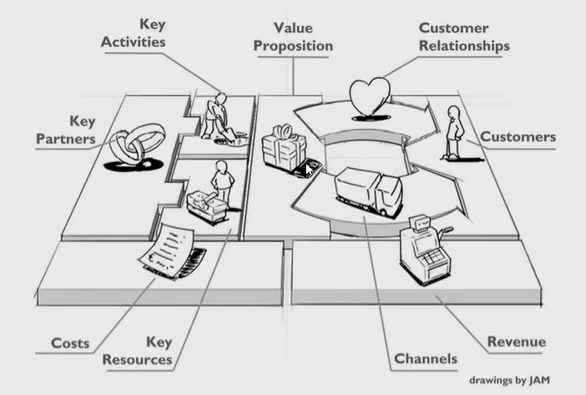 Key
Activities
Value
Proposition
Customer
Relationships
Key
Partners
Customers
Costs
Key
Resources
Channels
Revenue
drawings by JAM